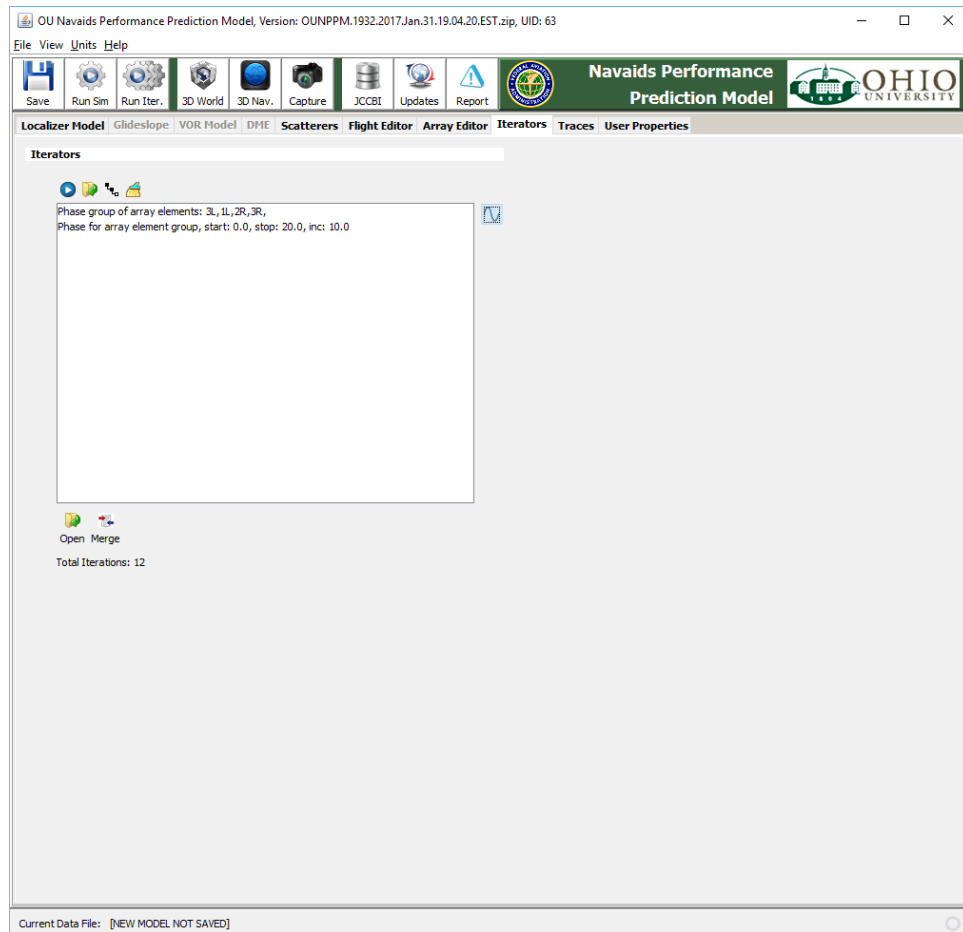 OU Navaids Performance Prediction Model, Version: OUNPPM.1932.2017.Jan.31.19.04.20.EST.zip, UID: 63
File View Units Help
Save Run Sim Run Iter. 3D World 3D Nav. Capture JCCBI Updates Report
Navaids Performance
Prediction Model
OHIO
UNIVERSITY
1804
Localizer Model Glideslope VOR Model DME Scatterers Flight Editor Array Editor Iterators Traces User Properties
Iterators
Phase group of array elements: 3L,1L,2R,3R,
Phase for array element group, start: 0.0, stop: 20.0, inc: 10.0
Open Merge
Total Iterations: 12
Current Data File: [NEW MODEL NOT SAVED]